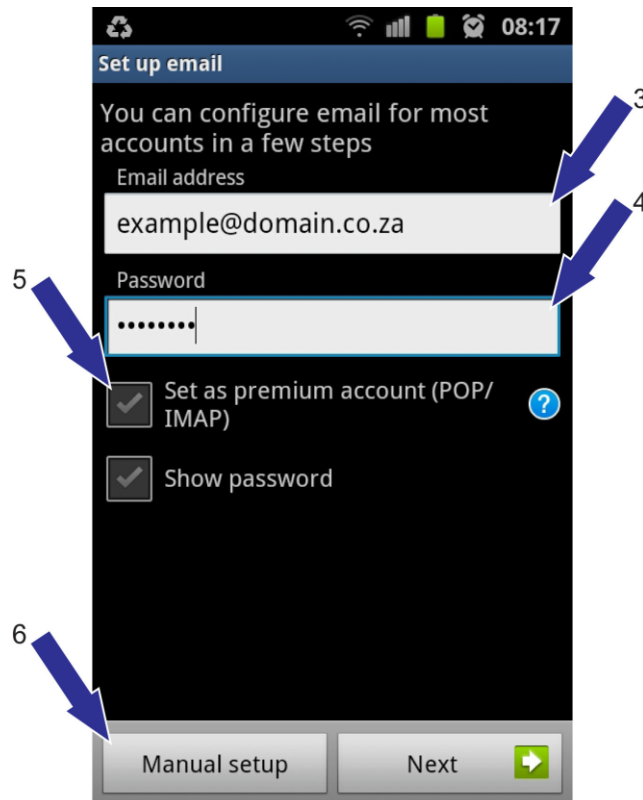 08:17
Set up email
3
You can configure email for most
accounts in a few steps
Email address
4
example@domain.co.za
5
Password
••••••••
Set as premium account (POP/
IMAP)
?
Show password
6
Manual setup
Next